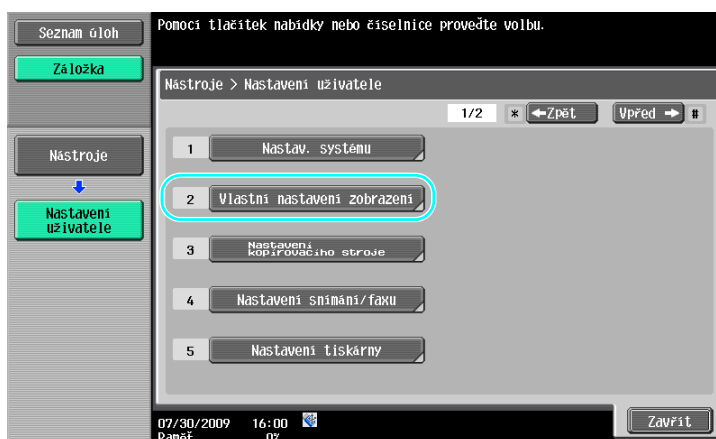 Pomocí tlačítek nabídky nebo číselnice proveďte volbu.
Seznam úloh
Záložka
Nástroje > Nastavení uživatele
1/2 * ←Zpět Vpřed → #
Nástroje
Nastavení
uživatele
1 Nastav. systému
2 Vlastní nastavení zobrazení
3 Nastavení
kopírovacího stroje
4 Nastavení snímání/faxu
5 Nastavení tiskárny
Zavřít
07/30/2009 16:00
Paměť 0%